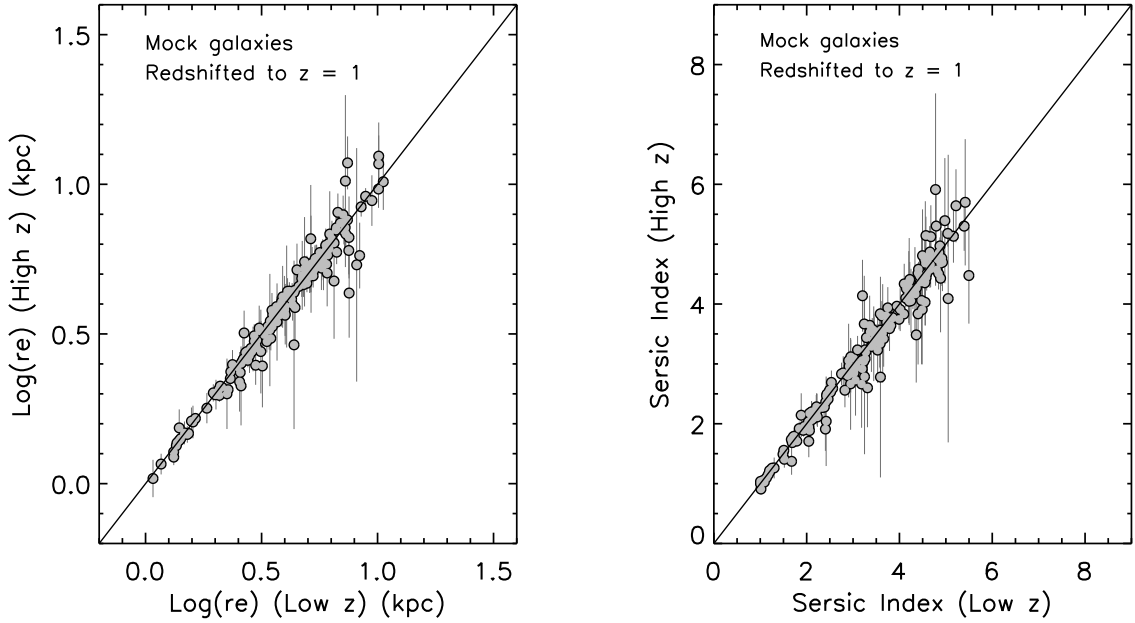 Mock galaxies
Redshifted to z = 1
1.5
1.0
0.5
0.0
Log(re) (High z) (kpc)
0.0 0.5 1.0 1.5
Log(re) (Low z) (kpc)
Mock galaxies
Redshifted to z = 1
8
6
4
2
0
Sersic Index (High z)
0 2 4 6 8
Sersic Index (Low z)